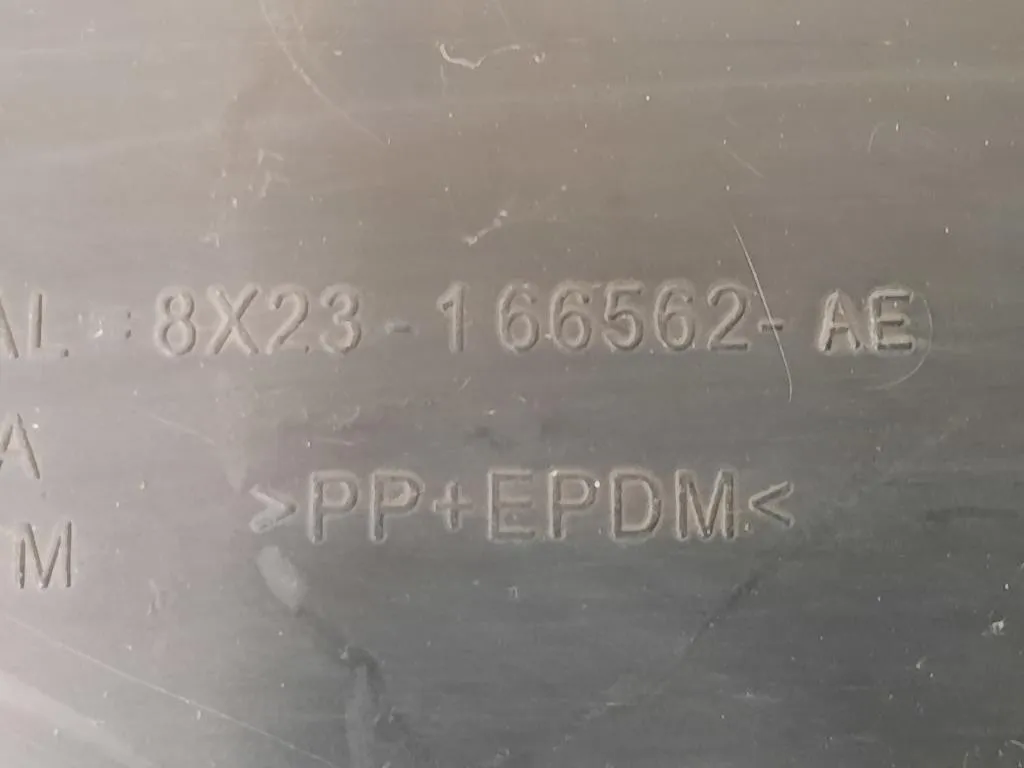 AL : 8X23-166562-AE
A
>PP+EPDM<
M